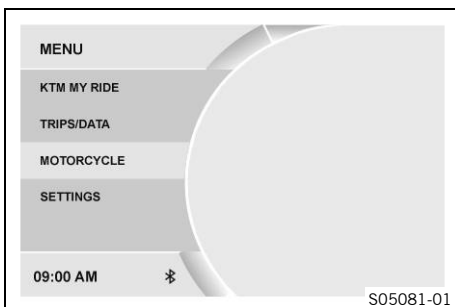 MENU
KTM MY RIDE
TRIPS/DATA
MOTORCYCLE
SETTINGS
09:00 AM
S05081-01